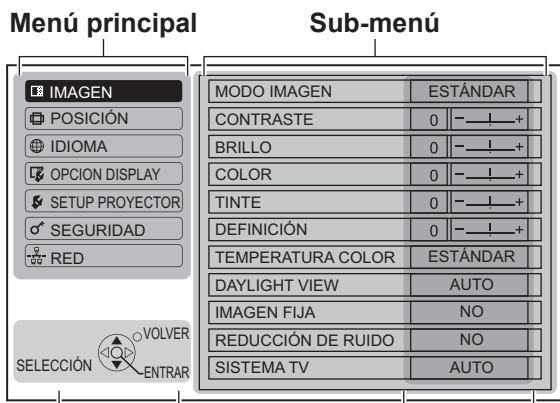 Menú principal
Sub-menú
IMAGEN
POSICIÓN
IDIOMA
OPCION DISPLAY
SETUP PROYECTOR
SEGURIDAD
RED
VOLVER
SELECCIÓN
ENTRAR
MODO IMAGEN ESTÁNDAR
CONTRASTE 0 - +
BRILLO 0 - +
COLOR 0 - +
TINTE 0 - +
DEFINICIÓN 0 - +
TEMPERATURA COLOR ESTÁNDAR
DAYLIGHT VIEW AUTO
IMAGEN FIJA NO
REDUCCIÓN DE RUIDO NO
SISTEMA TV AUTO